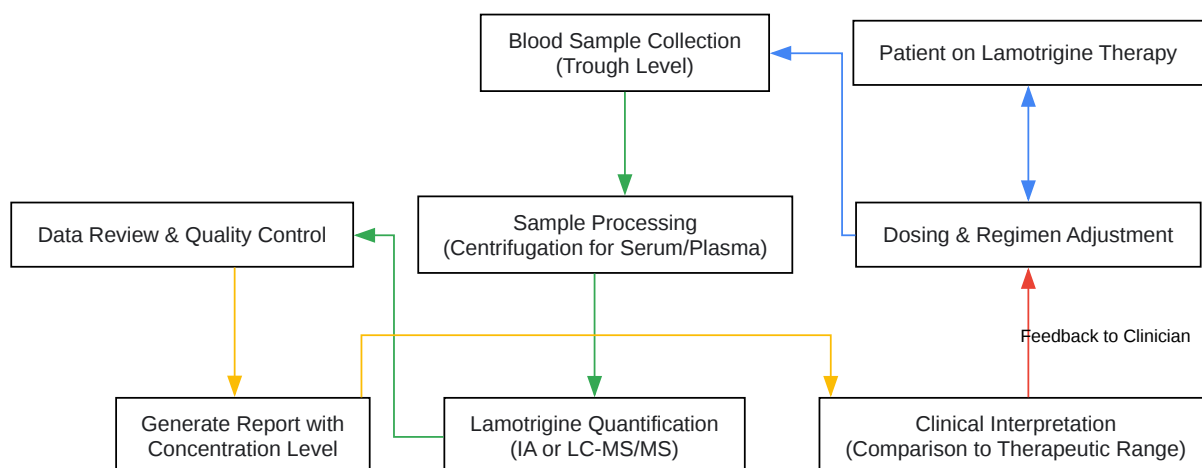 Blood Sample Collection
(Trough Level)
Patient on Lamotrigine Therapy
Data Review & Quality Control
Sample Processing
(Centrifugation for Serum/Plasma)
Dosing & Regimen Adjustment
Feedback to Clinician
Generate Report with
Concentration Level
Lamotrigine Quantification
(IA or LC-MS/MS)
Clinical Interpretation
(Comparison to Therapeutic Range)